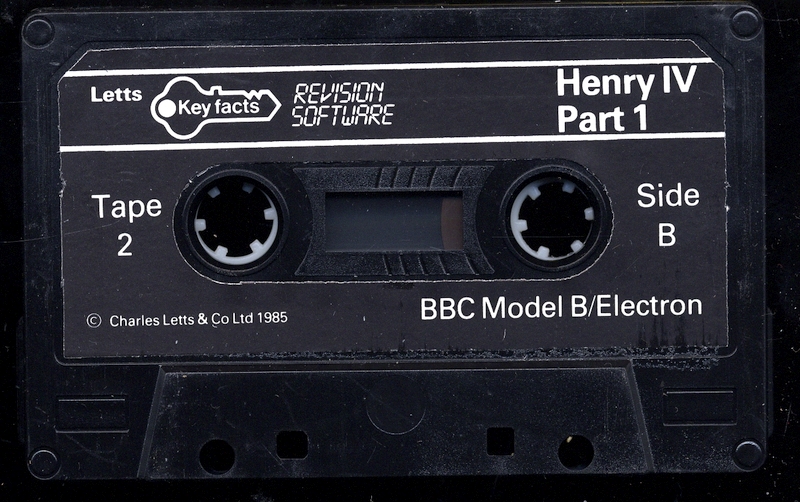 Letts
Key facts
REVISION
SOFTWARE
Henry IV
Part 1
Tape
2
Side
B
© Charles Letts & Co Ltd 1985
BBC Model B/Electron